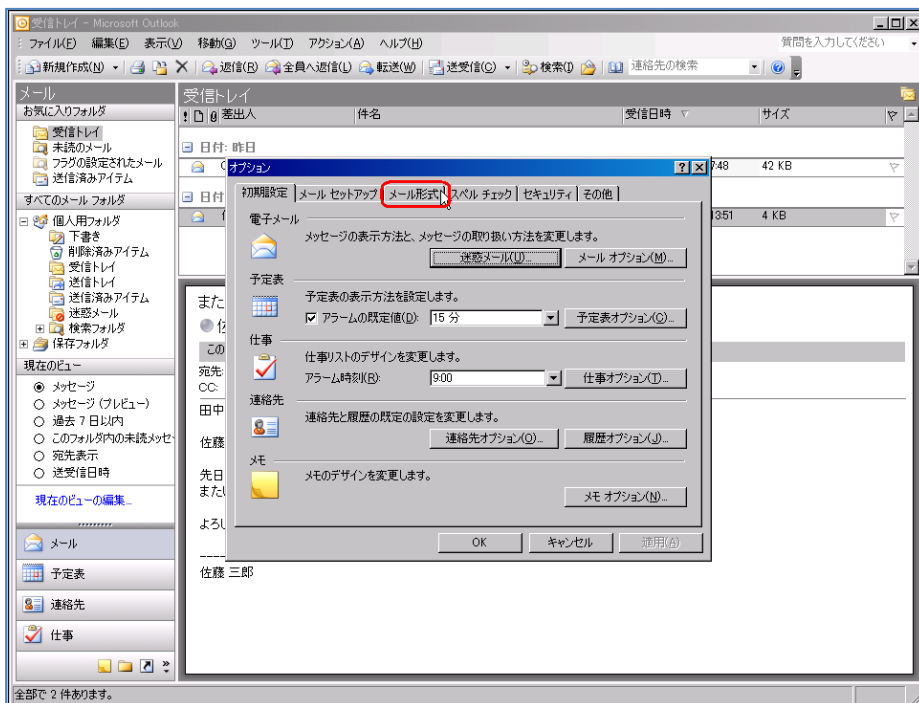 受信トレイ - Microsoft Outlook
ファイル(F) 編集(E) 表示(V) 移動(G) ツール(T) アクション(A) ヘルプ(H) 質問を入力してください
新規作成(N) 返信(R) 全員へ返信(L) 転送(W) 送受信(C) 検索(I) 連絡先の検索
メール
受信トレイ
お気に入りフォルダ
差出人 件名 受信日時 サイズ
受信トレイ
未読のメール
フラグの設定されたメール
送信済みアイテム
日付: 昨日
7:48 42 KB
日付
13:51 4 KB
すべてのメール フォルダ
個人用フォルダ
下書き
削除済みアイテム
受信トレイ
送信トレイ
送信済みアイテム
迷惑メール
検索フォルダ
保存フォルダ
現在のビュー
メッセージ
メッセージ (プレビュー)
過去 7 日以内
このフォルダ内の未読メッセ
宛先表示
送受信日時
現在のビューの編集...
メール
予定表
連絡先
仕事
オプション
初期設定 メール セットアップ メール形式 スペル チェック セキュリティ その他
電子メール
メッセージの表示方法と、メッセージの取り扱い方法を変更します。
迷惑メール(U)... メール オプション(M)...
予定表
予定表の表示方法を設定します。
アラームの既定値(D): 15 分 予定表オプション(C)...
仕事
仕事リストのデザインを変更します。
アラーム時刻(R): 9:00 仕事オプション(T)...
連絡先
連絡先と履歴の既定の設定を変更します。
連絡先オプション(O)... 履歴オプション(J)...
メモ
メモのデザインを変更します。
メモ オプション(N)...
OK キャンセル 適用(A)
また
この
宛先:
CC:
田中
佐藤
先日
また
よろし
佐藤 三郎
全部で 2 件あります。